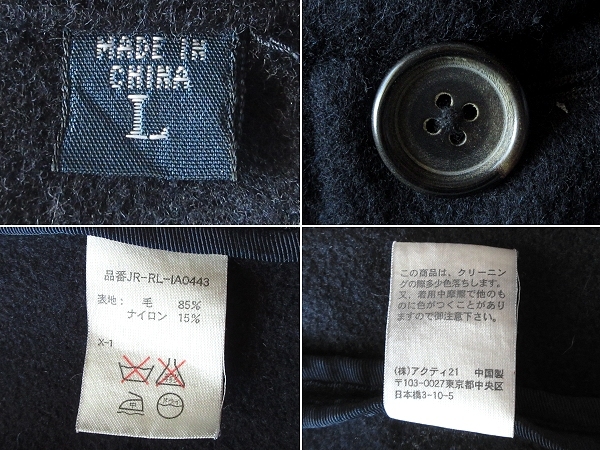 MADE IN
CHINA
L
品番JR-RL-IA0443
表地： 毛 85%
ナイロン 15%
X-1
この商品は、クリーニン
グの際多少色落ちします。
又、着用中摩擦で他のも
のに色がつくことがあり
ますので御注意下さい。
(株)アクティ21 中国製
〒103-0027東京都中央区
日本橋3-10-5